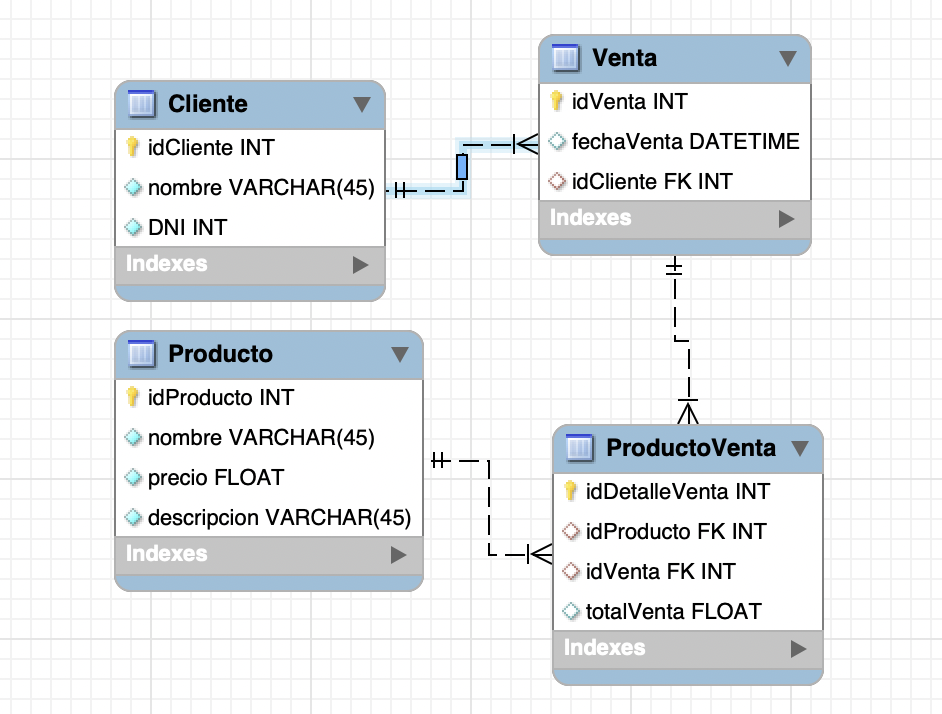 Cliente
idCliente INT
nombre VARCHAR(45)
DNI INT
Indexes
Venta
idVenta INT
fechaVenta DATETIME
idCliente FK INT
Indexes
Producto
idProducto INT
nombre VARCHAR(45)
precio FLOAT
descripcion VARCHAR(45)
Indexes
ProductoVenta
idDetalleVenta INT
idProducto FK INT
idVenta FK INT
totalVenta FLOAT
Indexes